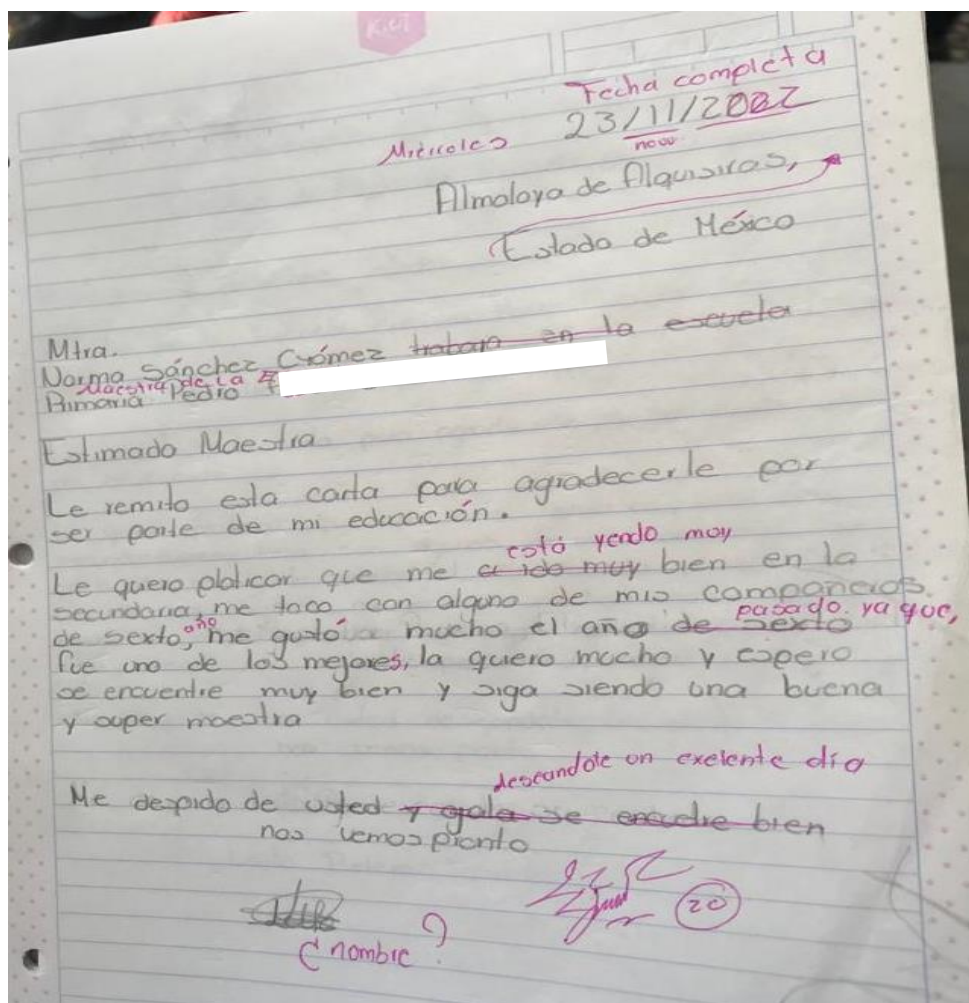 Kiut
Fecha completa
Miércoles 23/11/2022
nov.
Almoloya de Alquisiras,
Estado de México
Mtra.
Norma Sánchez Gómez trabaja en la escuela
Maestra de la
Primaria Pedro
Estimado Maestra
Le remito esta carta para agradecerle por
ser parte de mi educación.
está yendo moy
Le quero platicar que me a ido muy bien en la
secundaria, me toco con alguno de mis compañeros
de sexto, año me gustó mucho el año de sexto pasado. ya que,
fue uno de los mejores, la quiero mucho y espero
se encuentre muy bien y siga siendo una buena
y super maestra
deseandole un exelente día
Me despido de usted y ojala se encuetre bien
nos vemos pronto
20
¿nombre?